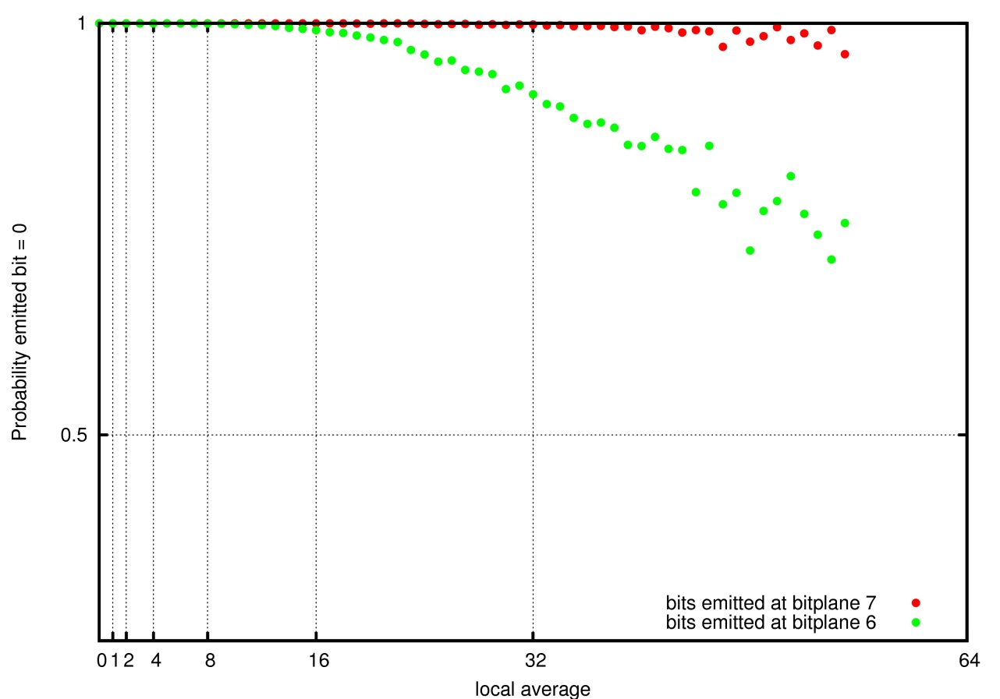 1
0.5
Probability emitted bit = 0
bits emitted at bitplane 7
bits emitted at bitplane 6
0 1 2 4 8 16 32 64
local average